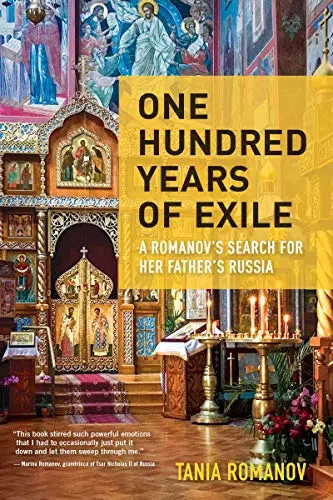 ONE
HUNDRED
YEARS
OF EXILE
A ROMANOV'S SEARCH FOR
HER FATHER'S RUSSIA
"This book stirred such powerful emotions
that I had to occasionally just put it
down and let them sweep through me."
— Marina Romanov, grandniece of Tsar Nicholas II of Russia
TANIA ROMANOV